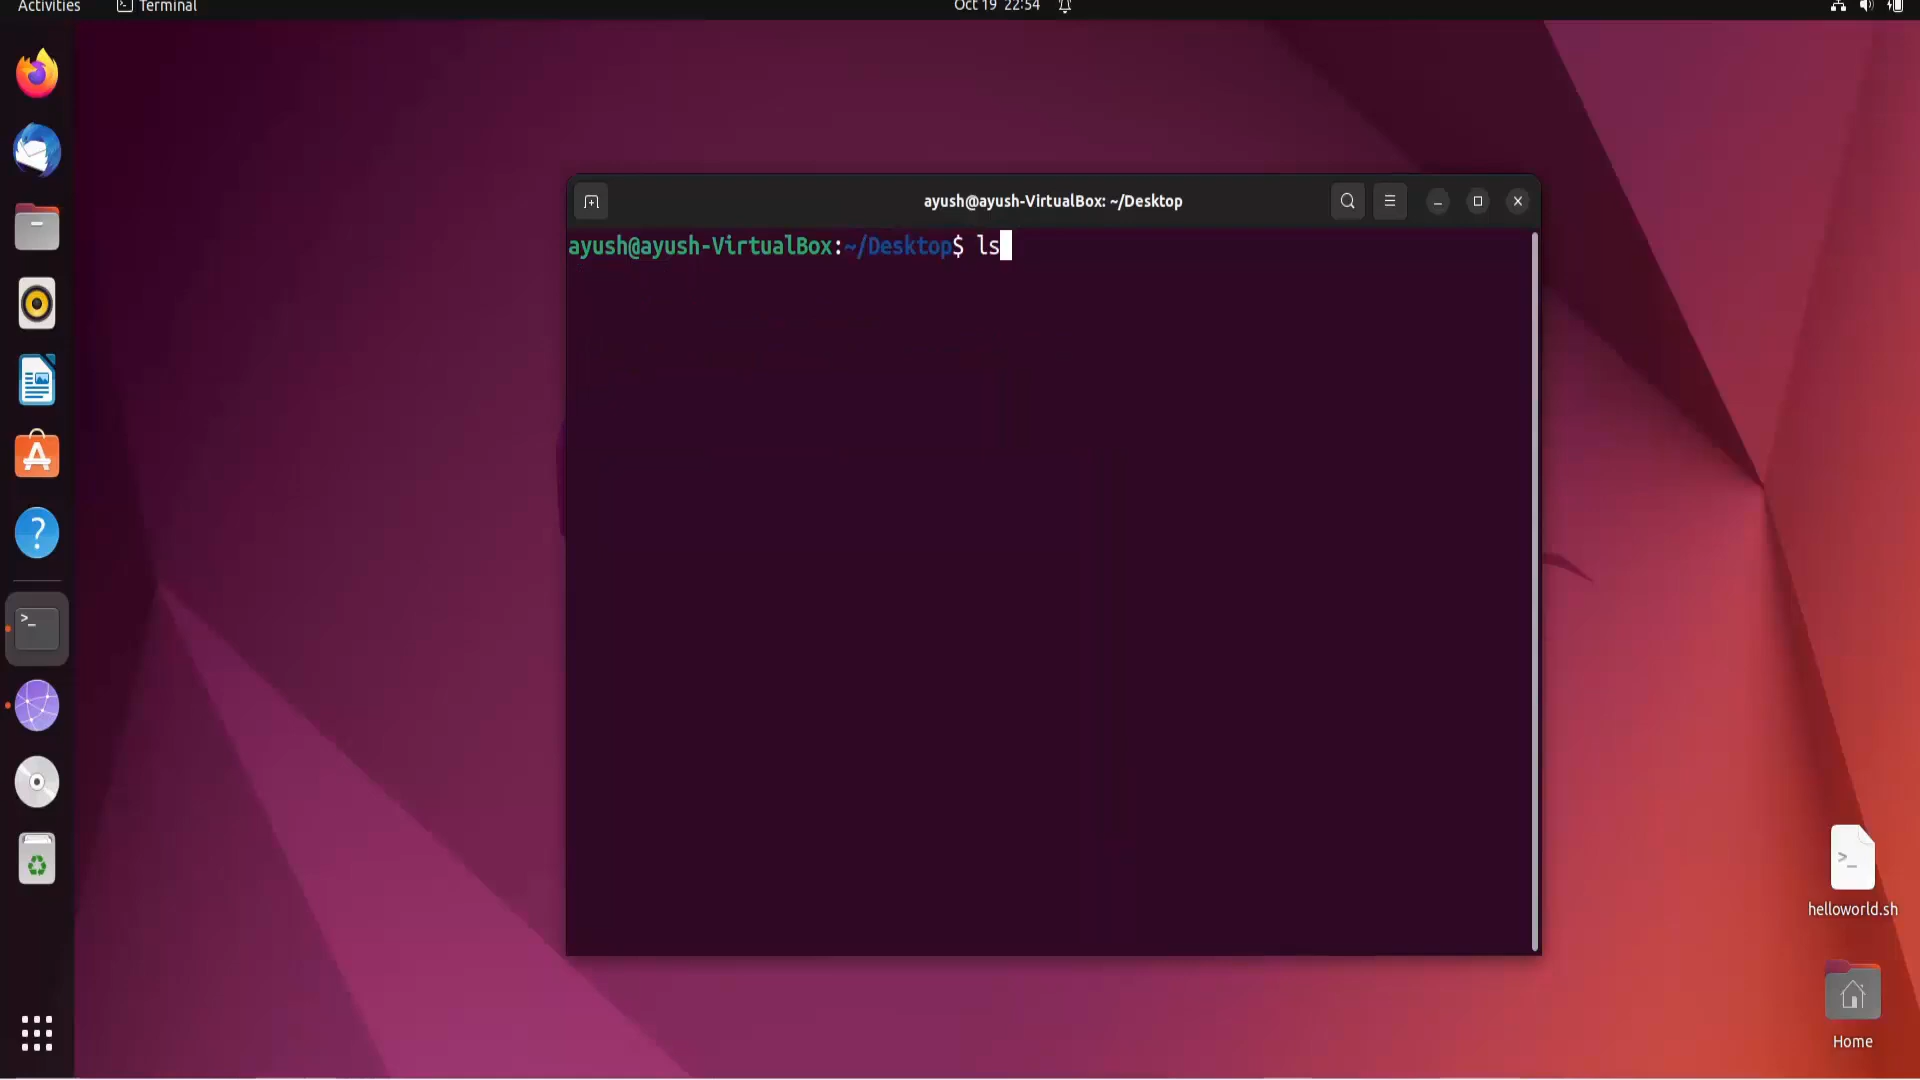 Activities Terminal Oct 19 22:54
ayush@ayush-VirtualBox: ~/Desktop
ayush@ayush-VirtualBox:~/Desktop$ ls
helloworld.sh
Home